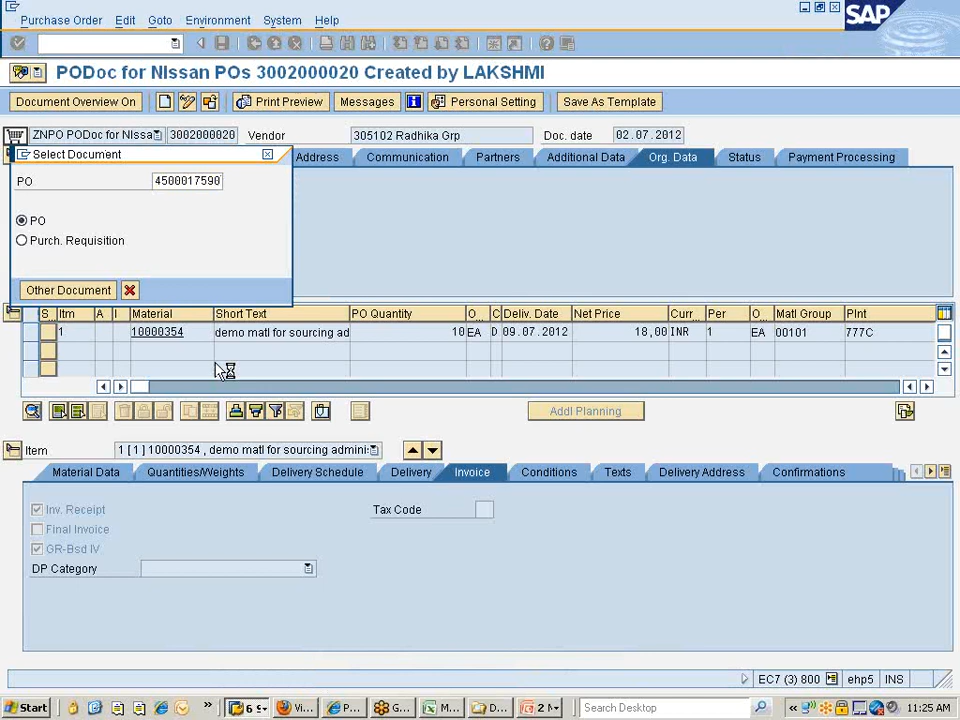 Purchase Order Edit Goto Environment System Help
SAP
PODoc for NIssan POs 3002000020 Created by LAKSHMI
Document Overview On Print Preview Messages Personal Setting Save As Template
ZNPO PODoc for NIssa 3002000020 Vendor 305102 Radhika Grp Doc. date 02.07.2012
Select Document
Address Communication Partners Additional Data Org. Data Status Payment Processing
PO 4500017590
PO
Purch. Requisition
Other Document
S. Itm A I Material Short Text PO Quantity O... C Deliv. Date Net Price Curr... Per O... Matl Group Plnt
1 10000354 demo matl for sourcing ad 10 EA D 09.07.2012 18,00 INR 1 EA 00101 777C
Addl Planning
Item 1 [ 1 ] 10000354 , demo matl for sourcing adminis
Material Data Quantities/Weights Delivery Schedule Delivery Invoice Conditions Texts Delivery Address Confirmations
Inv. Receipt Tax Code
Final Invoice
GR-Bsd IV
DP Category
EC7 (3) 800 ehp5 INS
Start » 6 S Vi... P... G... M... D... 2 M Search Desktop « 11:25 AM